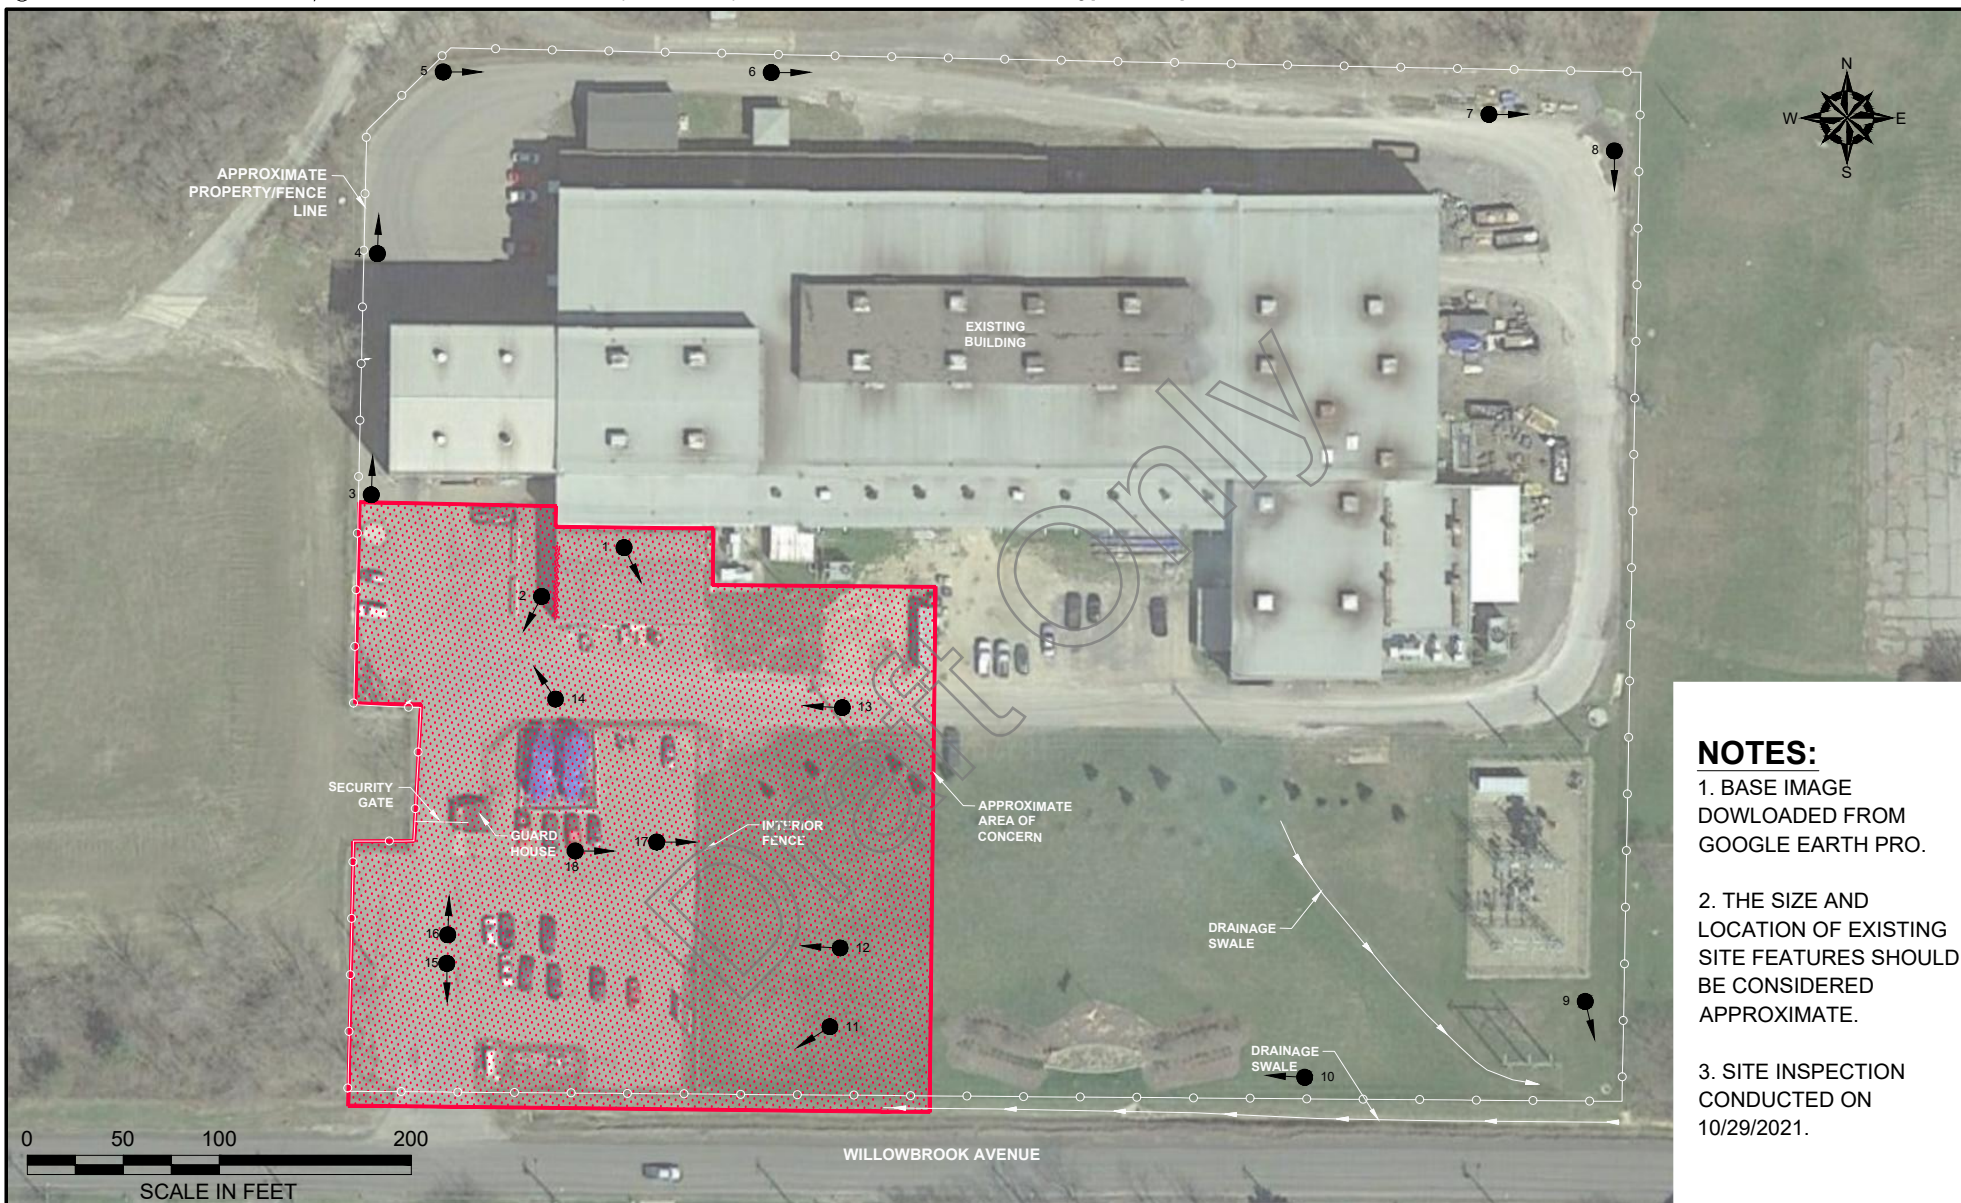 5
6
7
8
N
W E
S
APPROXIMATE
PROPERTY/FENCE
LINE
4
EXISTING
BUILDING
3
1
2
14
13
SECURITY
GATE
GUARD
HOUSE
18
17
INTERIOR
FENCE
APPROXIMATE
AREA OF
CONCERN
16
15
12
11
DRAINAGE
SWALE
9
DRAINAGE
SWALE
10
Draft Only
NOTES:
1. BASE IMAGE
DOWLOADED FROM
GOOGLE EARTH PRO.
2. THE SIZE AND
LOCATION OF EXISTING
SITE FEATURES SHOULD
BE CONSIDERED
APPROXIMATE.
3. SITE INSPECTION
CONDUCTED ON
10/29/2021.
0 50 100 200
SCALE IN FEET
WILLOWBROOK AVENUE